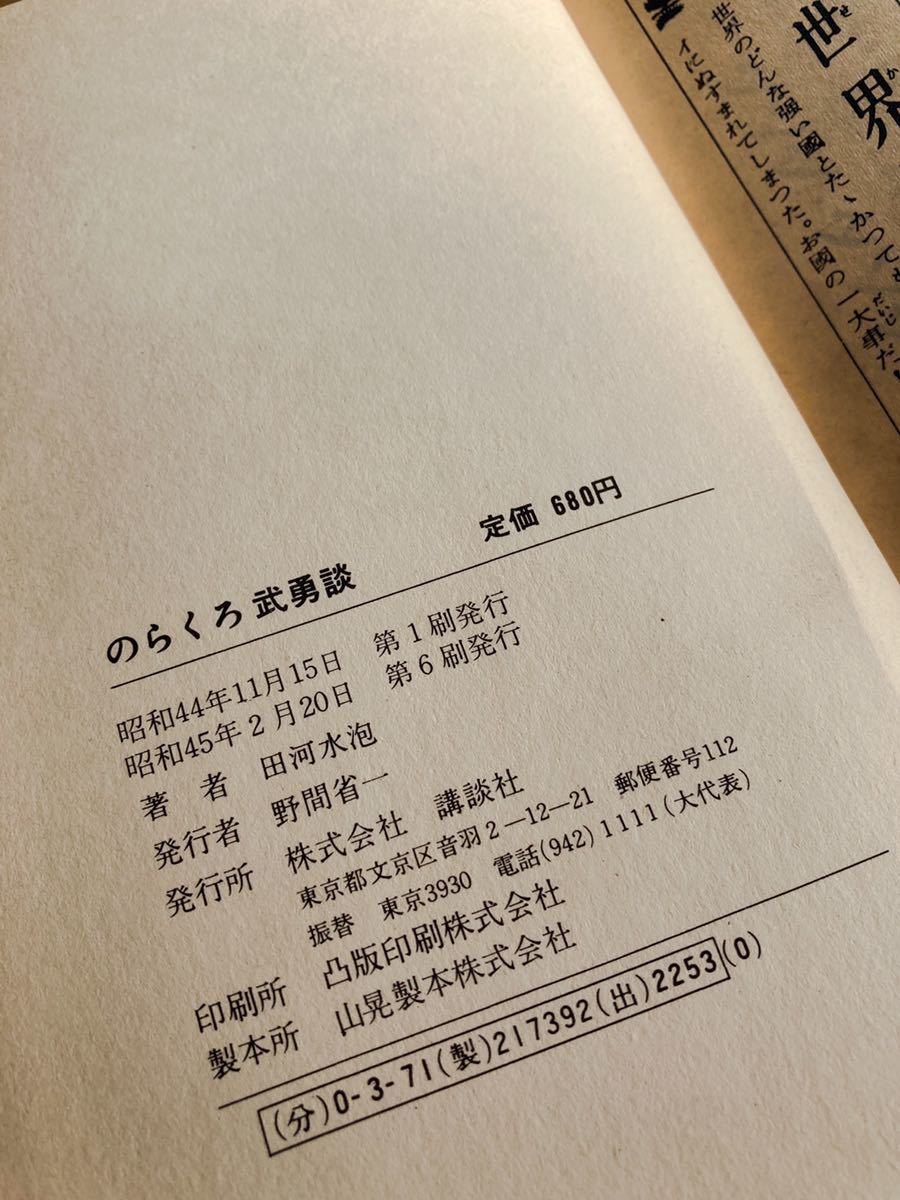 世界
世界のどんな強い國とたゝかつても
イにぬすまれてしまつた。お國の一大事だ
のらくろ武勇談 定価 680円
昭和44年11月15日 第1刷発行
昭和45年2月20日 第6刷発行
著者 田河水泡
発行者 野間省一
発行所 株式会社 講談社
東京都文京区音羽2―12―21 郵便番号112
振替 東京3930 電話(942)1111(大代表)
印刷所 凸版印刷株式会社
製本所 山晃製本株式会社
(分)0-3-71(製)217392(出)2253(0)